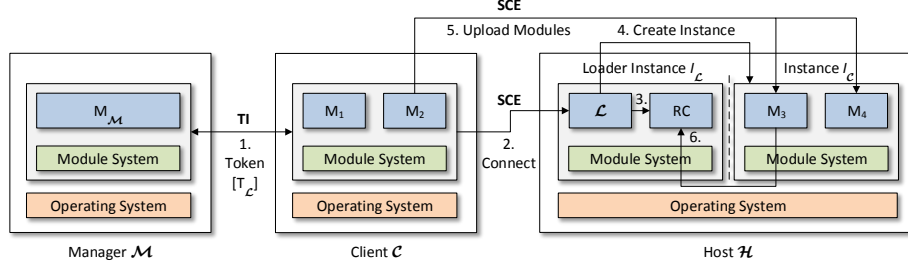 SCE
5. Upload Modules
4. Create Instance
Loader Instance I_ℒ
Instance I_𝒞
M_ℳ
TI
M₁
M₂
SCE
ℒ
3.
RC
M₃
M₄
1.
Token
[T_ℒ]
2.
Connect
6.
Module System
Module System
Module System
Module System
Operating System
Operating System
Operating System
Manager ℳ
Client 𝒞
Host ℋ